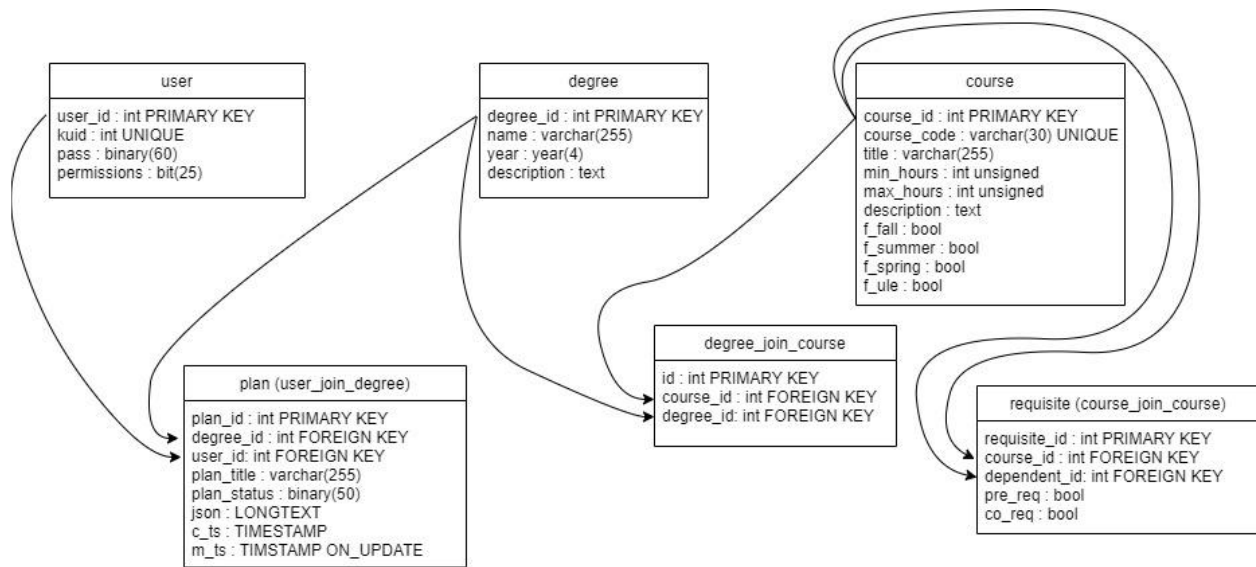 user
user_id : int PRIMARY KEY
kuid : int UNIQUE
pass : binary(60)
permissions : bit(25)
degree
degree_id : int PRIMARY KEY
name : varchar(255)
year : year(4)
description : text
course
course_id : int PRIMARY KEY
course_code : varchar(30) UNIQUE
title : varchar(255)
min_hours : int unsigned
max_hours : int unsigned
description : text
f_fall : bool
f_summer : bool
f_spring : bool
f_ule : bool
plan (user_join_degree)
plan_id : int PRIMARY KEY
degree_id : int FOREIGN KEY
user_id: int FOREIGN KEY
plan_title : varchar(255)
plan_status : binary(50)
json : LONGTEXT
c_ts : TIMESTAMP
m_ts : TIMSTAMP ON_UPDATE
degree_join_course
id : int PRIMARY KEY
course_id : int FOREIGN KEY
degree_id: int FOREIGN KEY
requisite (course_join_course)
requisite_id : int PRIMARY KEY
course_id : int FOREIGN KEY
dependent_id: int FOREIGN KEY
pre_req : bool
co_req : bool